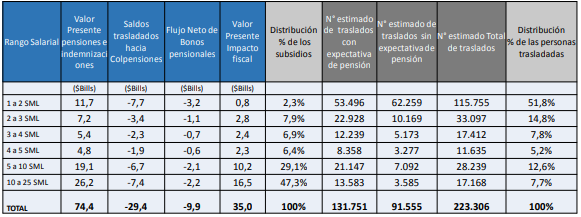 Rango Salarial | Valor Presente pensiones e indemnizaciones | Saldos trasladados hacia Colpensiones | Flujo Neto de Bonos pensionales | Valor Presente Impacto fiscal | Distribución % de los subsidios | N° estimado de traslados con expectativa de pensión | N° estimado de traslados sin expectativa de pensión | N° estimado Total de traslados | Distribución % de las personas trasladadas
($Bills) | ($Bills) | ($Bills) | ($Bills)
1 a 2 SML | 11,7 | -7,7 | -3,2 | 0,8 | 2,3% | 53.496 | 62.259 | 115.755 | 51,8%
2 a 3 SML | 7,2 | -3,4 | -1,1 | 2,8 | 7,9% | 22.928 | 10.169 | 33.097 | 14,8%
3 a 4 SML | 5,4 | -2,3 | -0,7 | 2,4 | 6,9% | 12.239 | 5.173 | 17.412 | 7,8%
4 a 5 SML | 4,8 | -1,9 | -0,6 | 2,3 | 6,4% | 8.358 | 3.277 | 11.635 | 5,2%
5 a 10 SML | 19,1 | -6,7 | -2,1 | 10,2 | 29,1% | 21.147 | 7.092 | 28.239 | 12,6%
10 a 25 SML | 26,2 | -7,4 | -2,2 | 16,5 | 47,3% | 13.583 | 3.585 | 17.168 | 7,7%
TOTAL | 74,4 | -29,4 | -9,9 | 35,0 | 100% | 131.751 | 91.555 | 223.306 | 100%